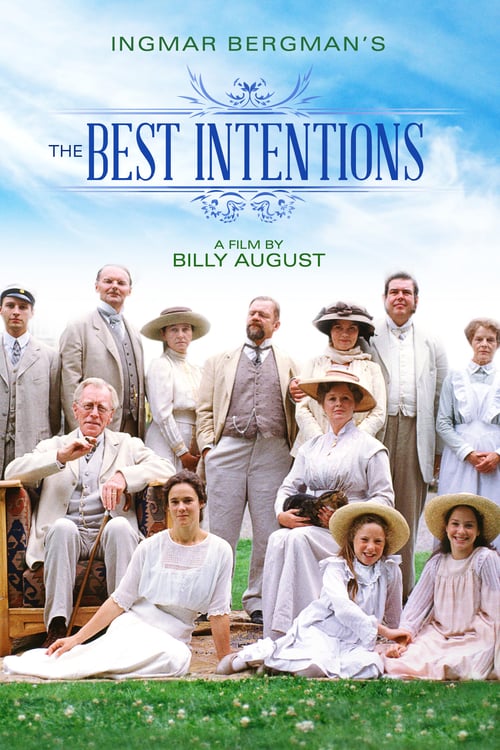 INGMAR BERGMAN'S
THE BEST INTENTIONS
A FILM BY
BILLY AUGUST